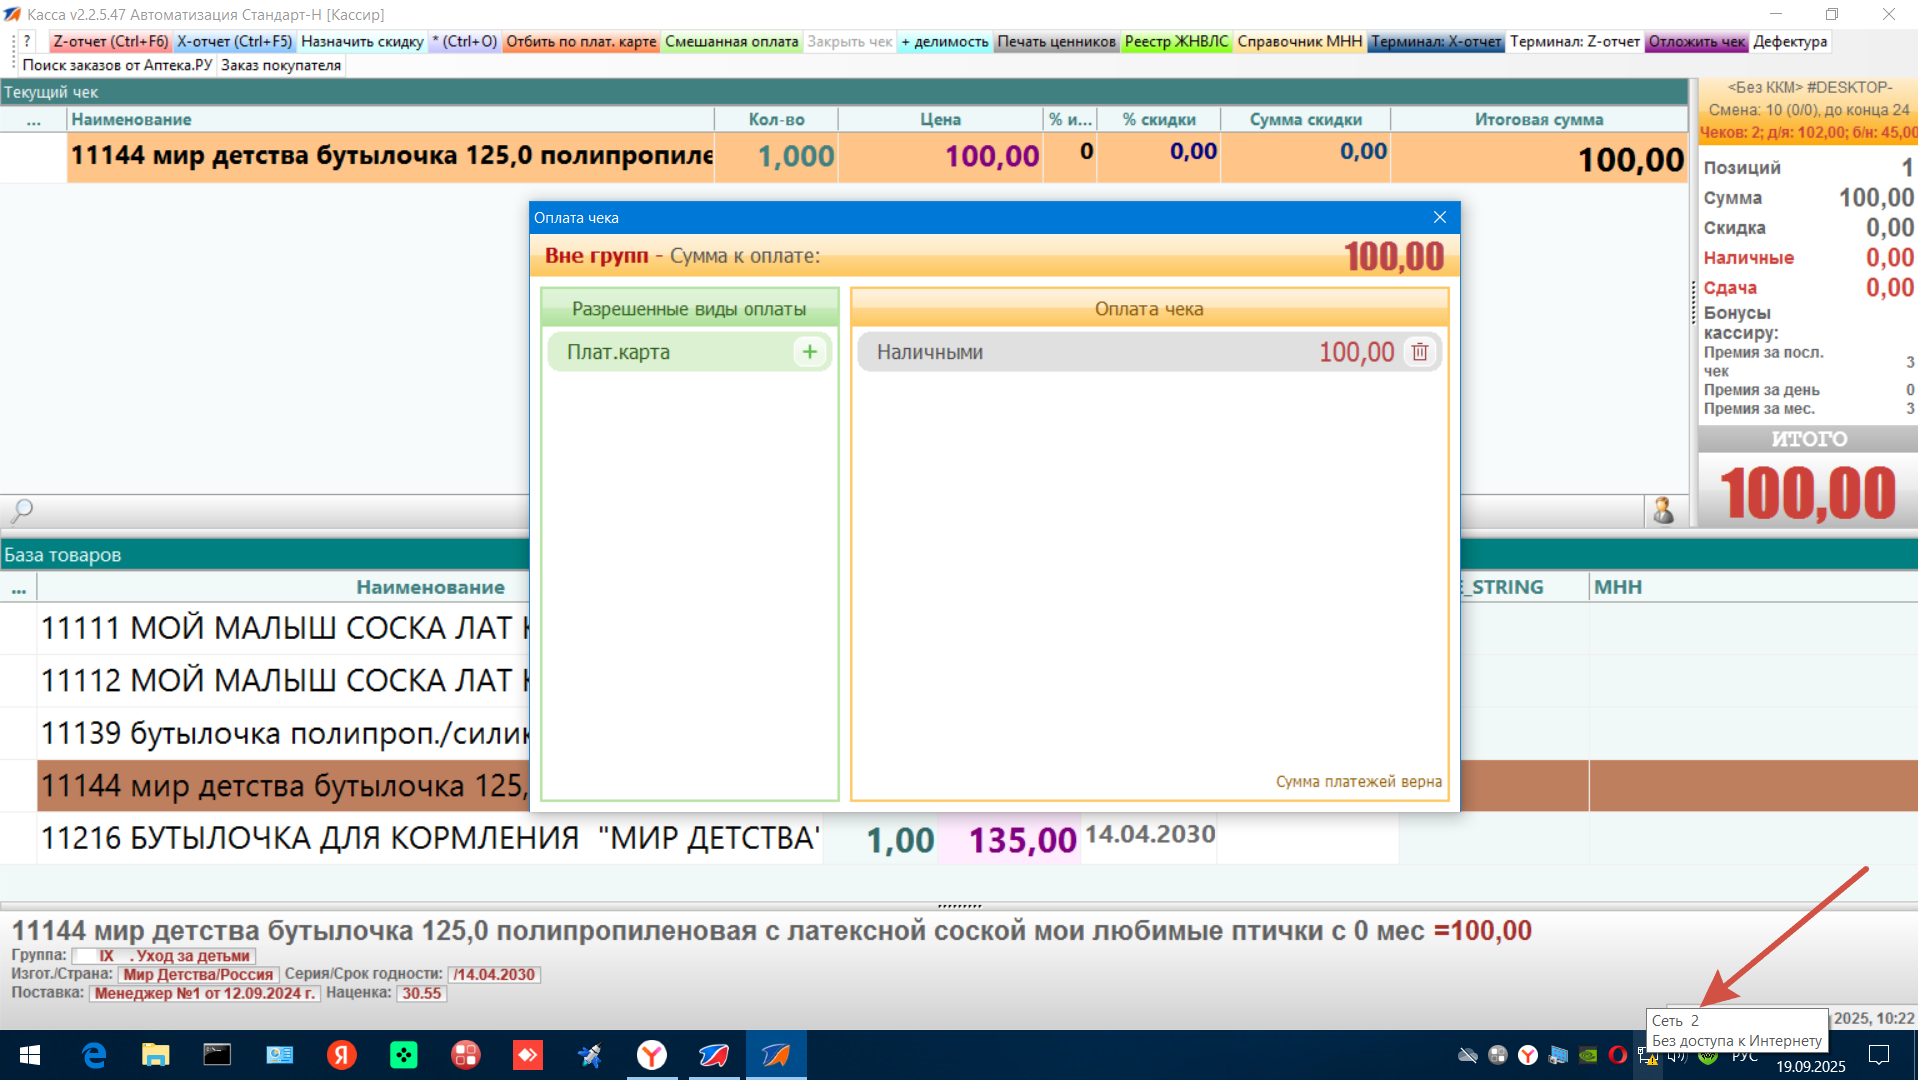 Касса v2.2.5.47 Автоматизация Стандарт-Н [Кассир]
? Z-отчет (Ctrl+F6) X-отчет (Ctrl+F5) Назначить скидку * (Ctrl+O) Отбить по плат. карте Смешанная оплата Закрыть чек + делимость Печать ценников Реестр ЖНВЛС Справочник МНН Терминал: X-отчет Терминал: Z-отчет Отложить чек Дефектура
Поиск заказов от Аптека.РУ Заказ покупателя
Текущий чек
... Наименование Кол-во Цена % и... % скидки Сумма скидки Итоговая сумма
11144 мир детства бутылочка 125,0 полипропиле 1,000 100,00 0 0,00 0,00 100,00
<Без ККМ> #DESKTOP-
Смена: 10 (0/0), до конца 24
Чеков: 2; д/я: 102,00; б/н: 45,00
Позиций 1
Сумма 100,00
Скидка 0,00
Наличные 0,00
Сдача 0,00
Бонусы
кассиру:
Премия за посл.
чек 3
Премия за день 0
Премия за мес. 3
ИТОГО
100,00
Оплата чека
Вне групп - Сумма к оплате: 100,00
Разрешенные виды оплаты
Плат.карта +
Оплата чека
Наличными 100,00
Сумма платежей верна
База товаров
... Наименование _STRING МНН
11111 МОЙ МАЛЫШ СОСКА ЛАТ
11112 МОЙ МАЛЫШ СОСКА ЛАТ
11139 бутылочка полипроп./силик
11144 мир детства бутылочка 125,
11216 БУТЫЛОЧКА ДЛЯ КОРМЛЕНИЯ "МИР ДЕТСТВА" 1,00 135,00 14.04.2030
11144 мир детства бутылочка 125,0 полипропиленовая с латексной соской мои любимые птички с 0 мес =100,00
Группа: IX . Уход за детьми
Изгот./Страна: Мир Детства/Россия Серия/Срок годности: /14.04.2030
Поставка: Менеджер №1 от 12.09.2024 г. Наценка: 30.55
2025, 10:22
Сеть 2
Без доступа к Интернету
РУС
19.09.2025